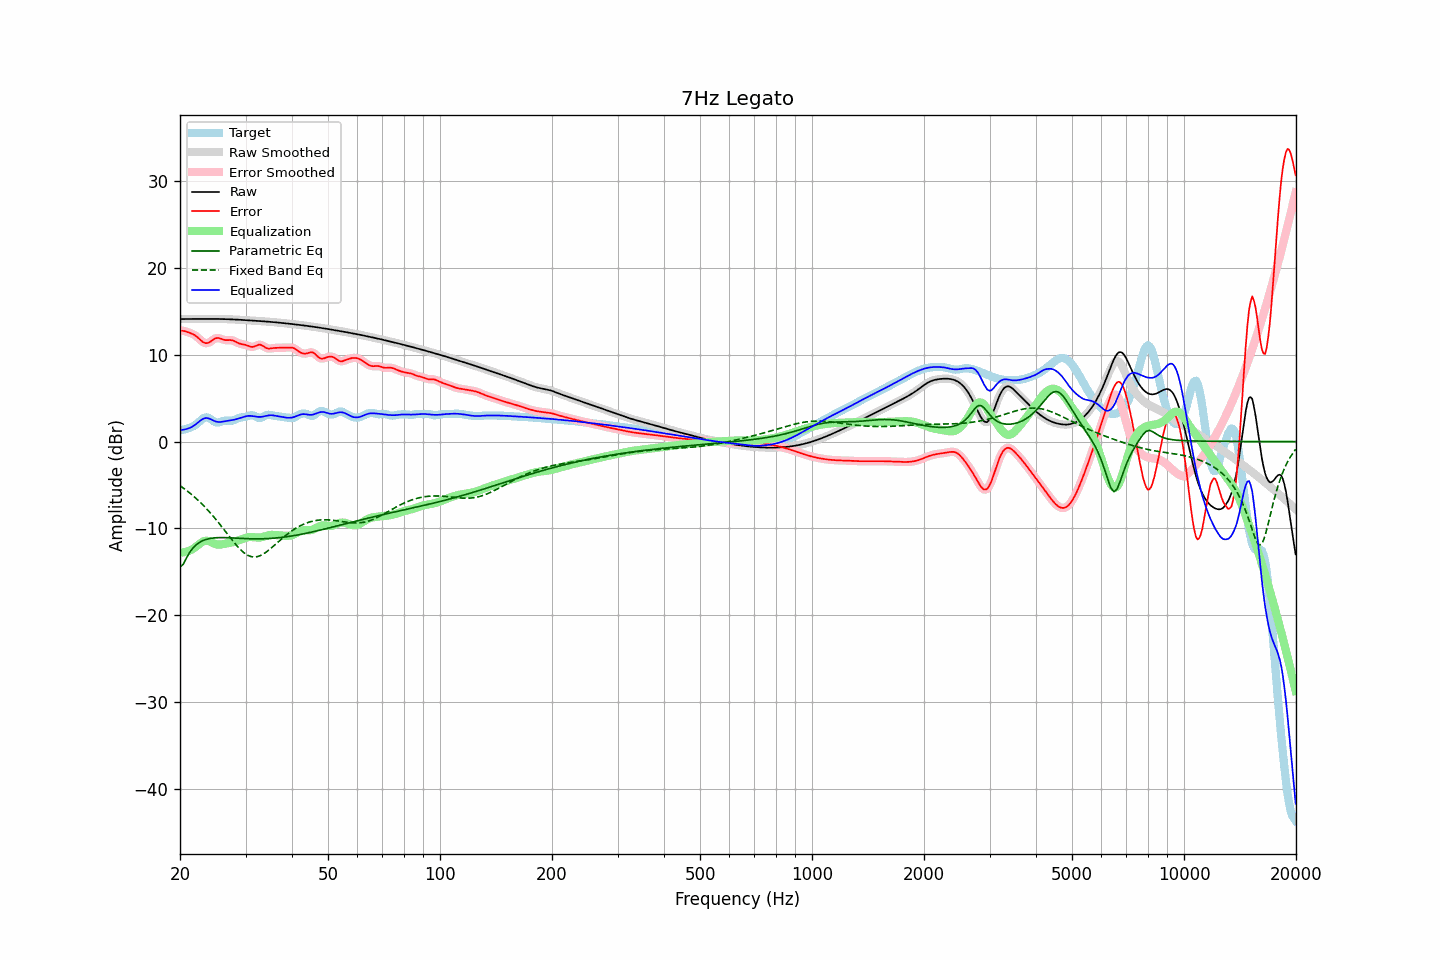 7Hz Legato
Target
Raw Smoothed
Error Smoothed
Raw
Error
Equalization
Parametric Eq
Fixed Band Eq
Equalized
Amplitude (dBr)
30
20
10
0
−10
−20
−30
−40
20 50 100 200 500 1000 2000 5000 10000 20000
Frequency (Hz)